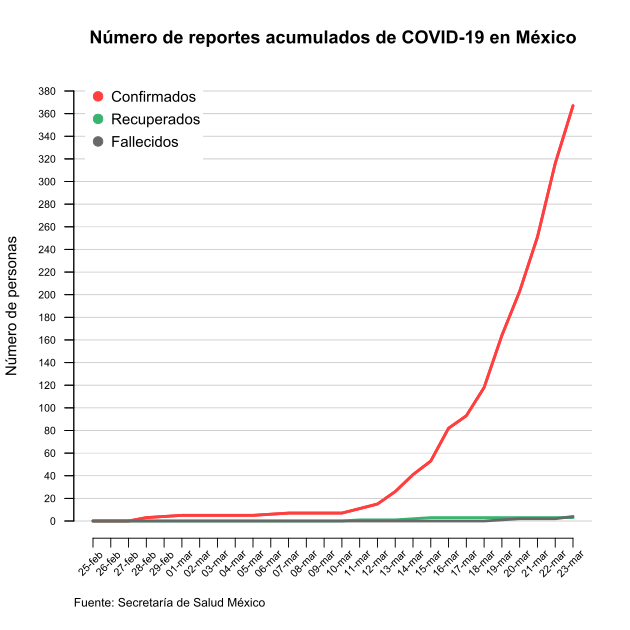 Número de reportes acumulados de COVID-19 en México
Confirmados
Recuperados
Fallecidos
Número de personas
380
360
340
320
300
280
260
240
220
200
180
160
140
120
100
80
60
40
20
0
25-feb
26-feb
27-feb
28-feb
29-feb
01-mar
02-mar
03-mar
04-mar
05-mar
06-mar
07-mar
08-mar
09-mar
10-mar
11-mar
12-mar
13-mar
14-mar
15-mar
16-mar
17-mar
18-mar
19-mar
20-mar
21-mar
22-mar
23-mar
Fuente: Secretaría de Salud México